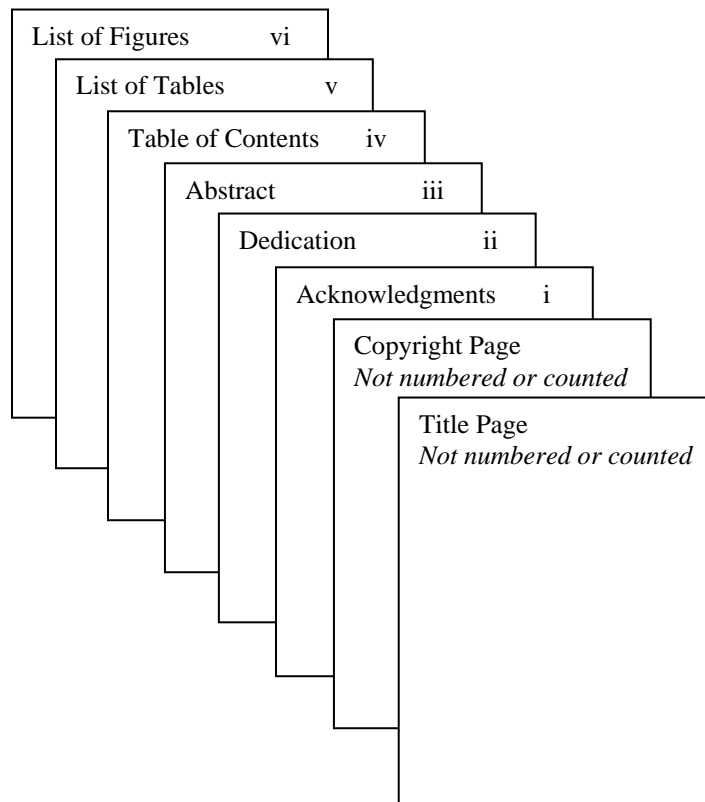 List of Figures vi
List of Tables v
Table of Contents iv
Abstract iii
Dedication ii
Acknowledgments i
Copyright Page
Not numbered or counted
Title Page
Not numbered or counted